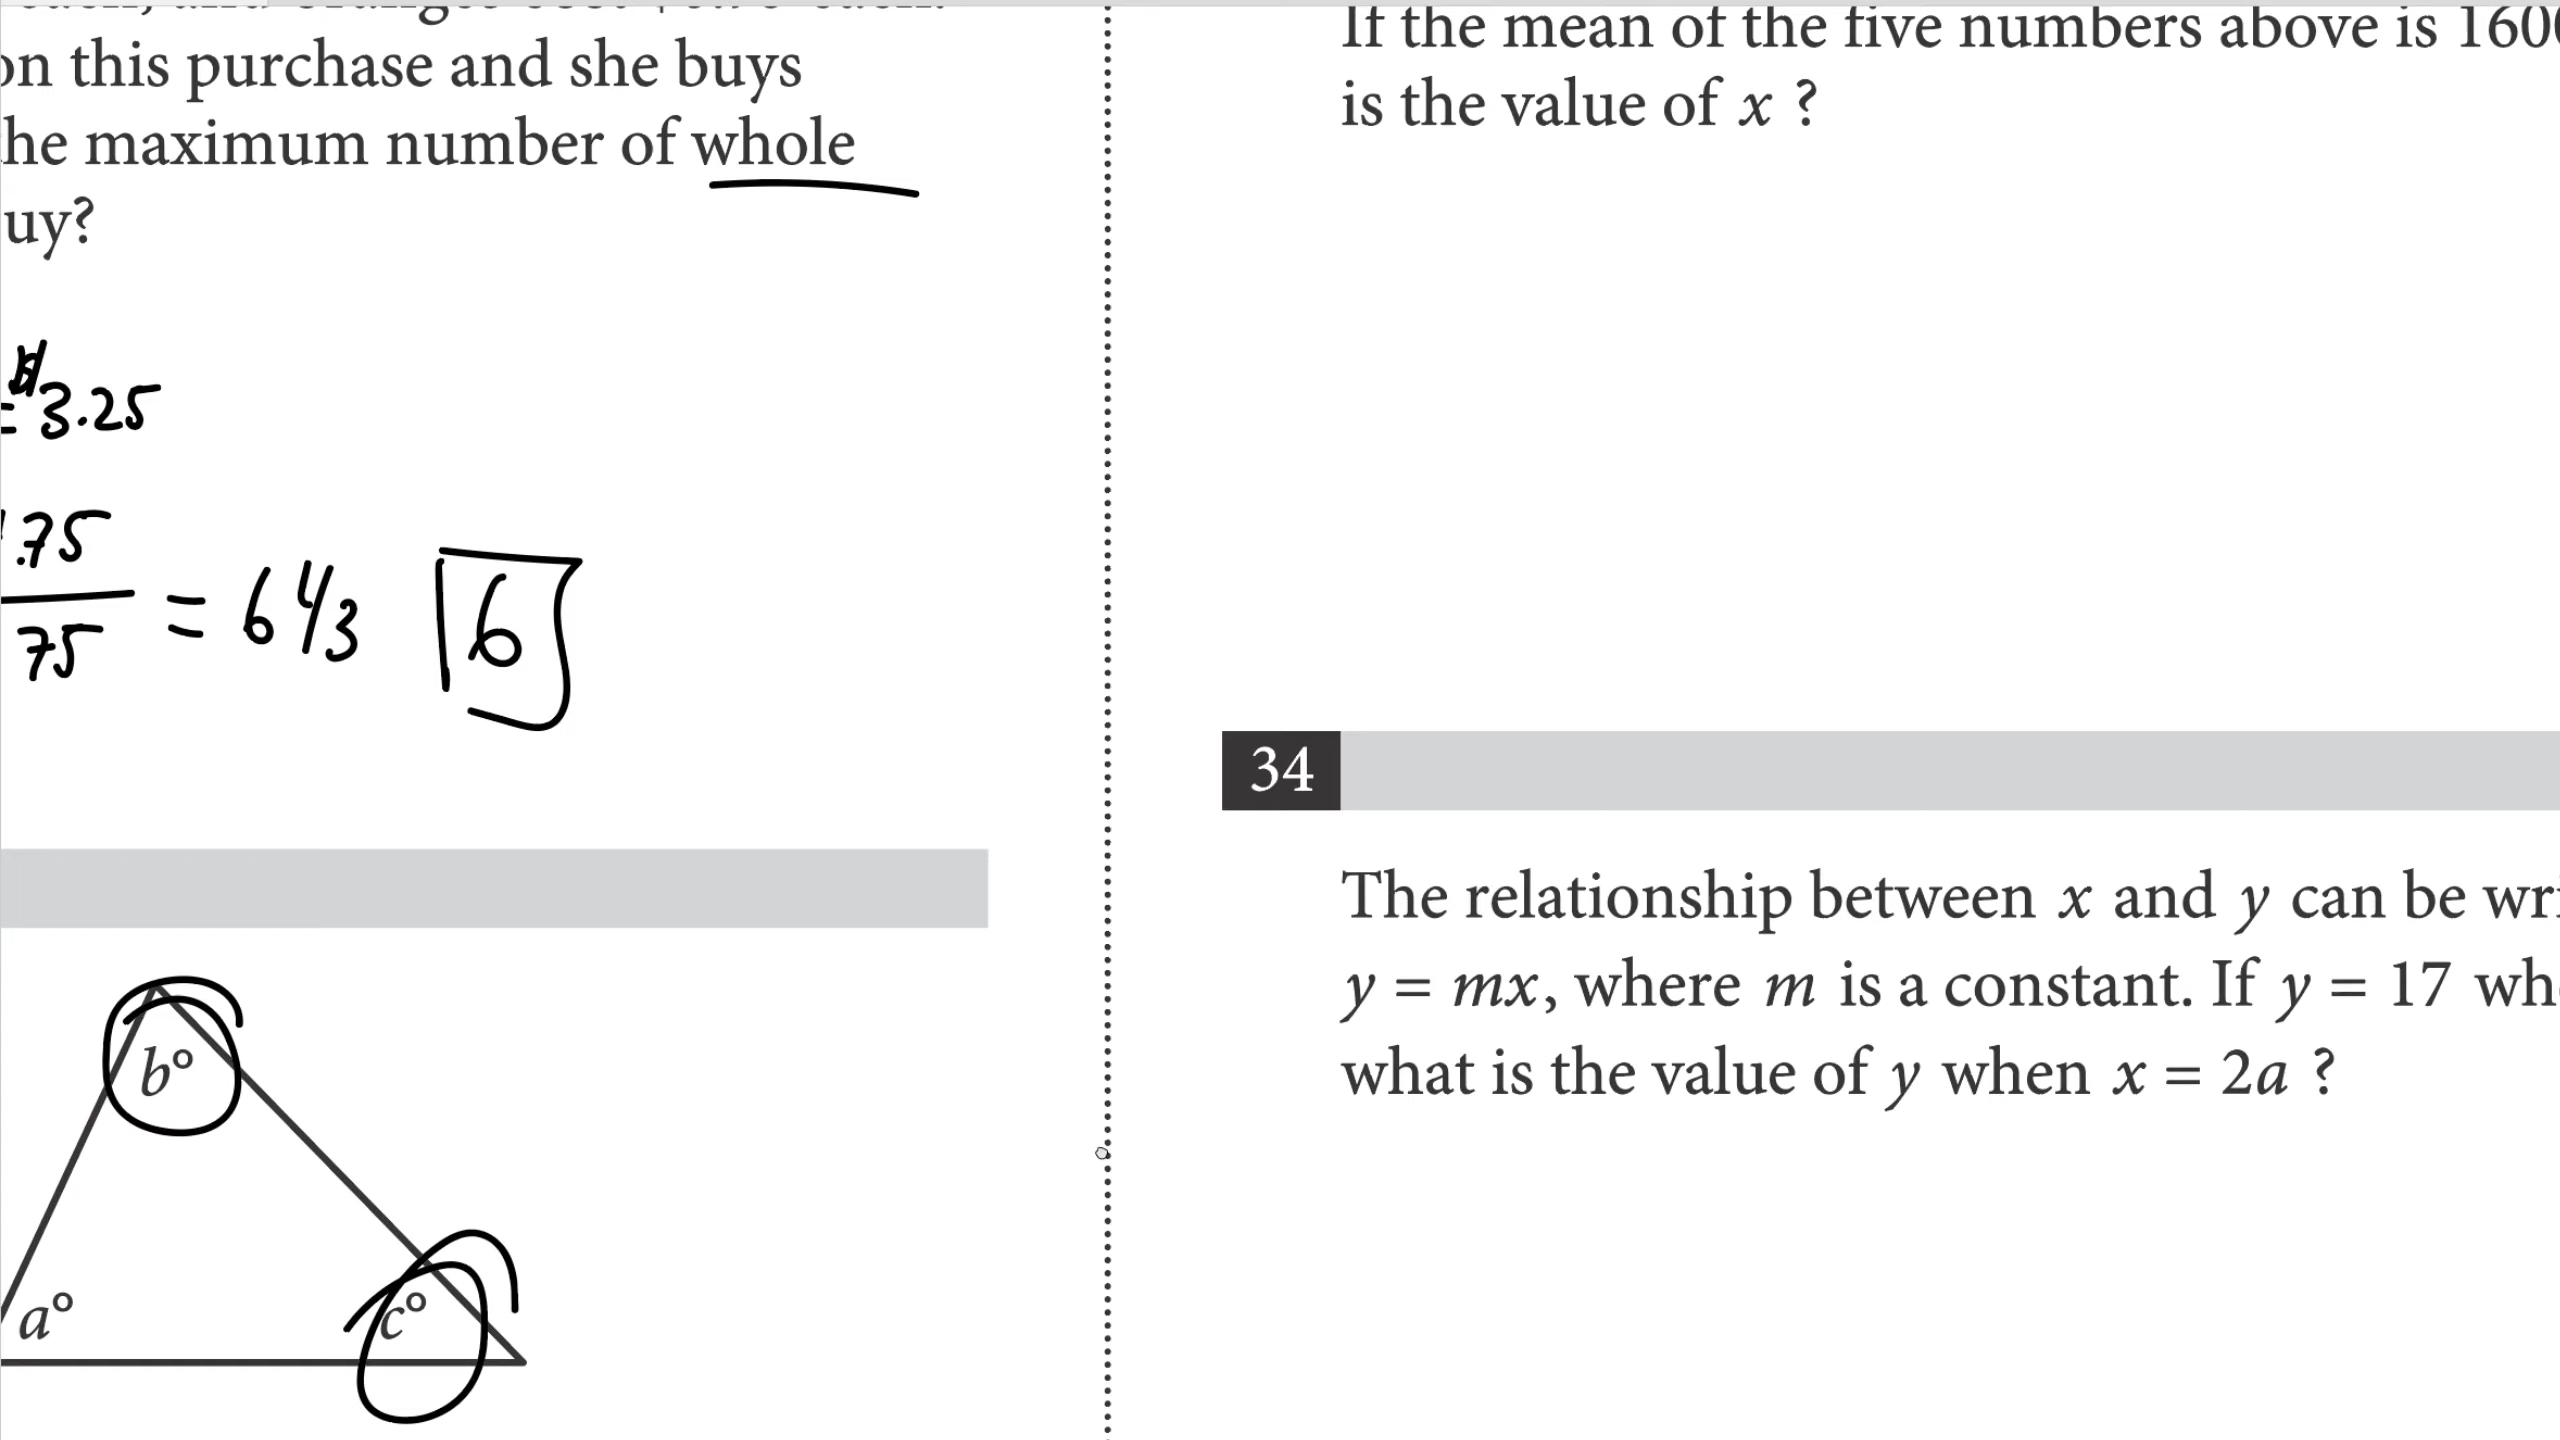 on this purchase and she buys
he maximum number of whole
uy?
= $3.25
.75
75
= 6 1/3
6
b°
a°
c°
If the mean of the five numbers above is 160
is the value of x ?
34
The relationship between x and y can be wri
y = mx, where m is a constant. If y = 17 wh
what is the value of y when x = 2a ?